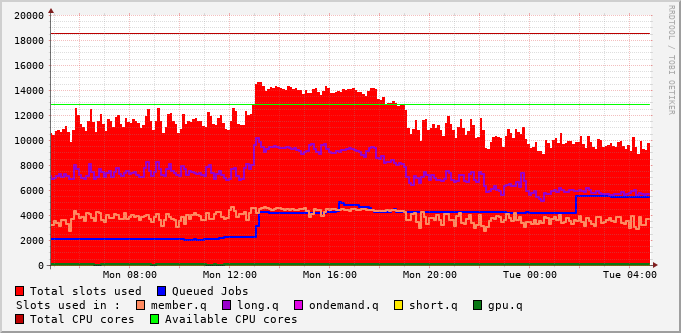 RRDTOOL / TOBI OETIKER
20000
18000
16000
14000
12000
10000
8000
6000
4000
2000
0
Mon 08:00 Mon 12:00 Mon 16:00 Mon 20:00 Tue 00:00 Tue 04:00
Total slots used Queued Jobs
Slots used in : member.q long.q ondemand.q short.q gpu.q
Total CPU cores Available CPU cores